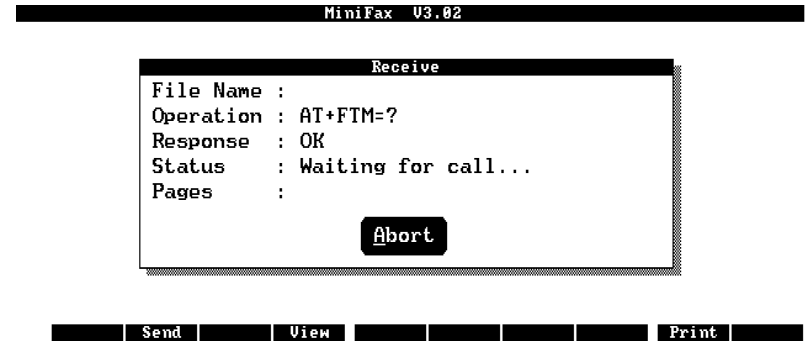 MiniFax V3.02
Receive
File Name :
Operation : AT+FTM=?
Response : OK
Status : Waiting for call...
Pages :
Abort
Send View Print